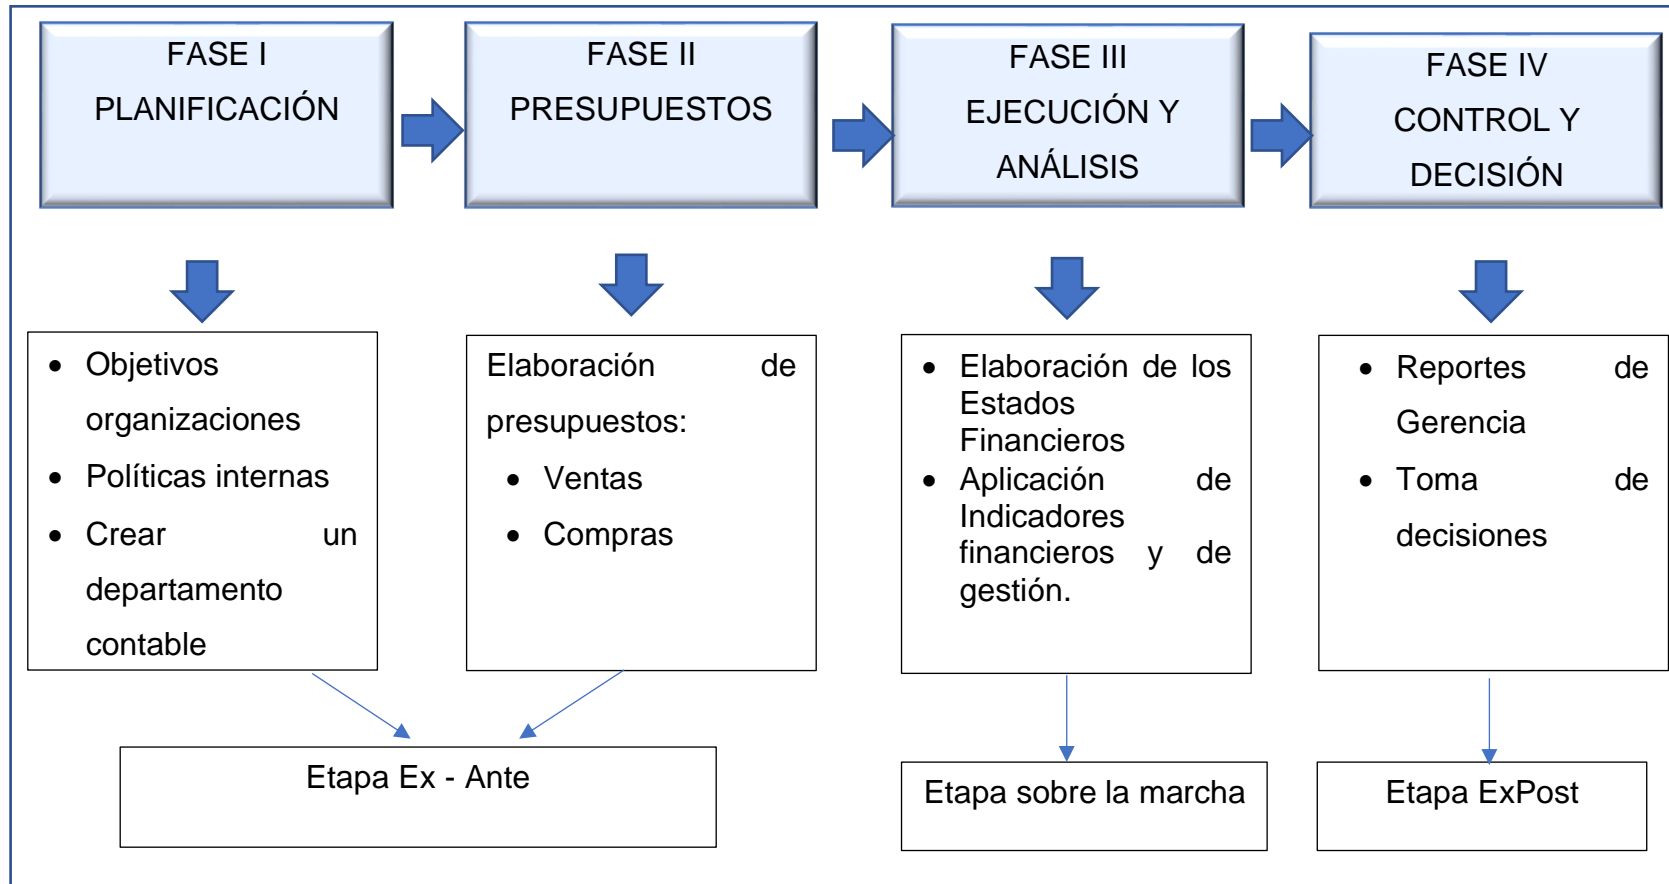 FASE I
PLANIFICACIÓN
FASE II
PRESUPUESTOS
FASE III
EJECUCIÓN Y
ANÁLISIS
FASE IV
CONTROL Y
DECISIÓN
• Objetivos
organizaciones
• Políticas internas
• Crear un
departamento
contable
Elaboración de
presupuestos:
• Ventas
• Compras
• Elaboración de los
Estados
Financieros
• Aplicación de
Indicadores
financieros y de
gestión.
• Reportes de
Gerencia
• Toma de
decisiones
Etapa Ex - Ante
Etapa sobre la marcha
Etapa ExPost